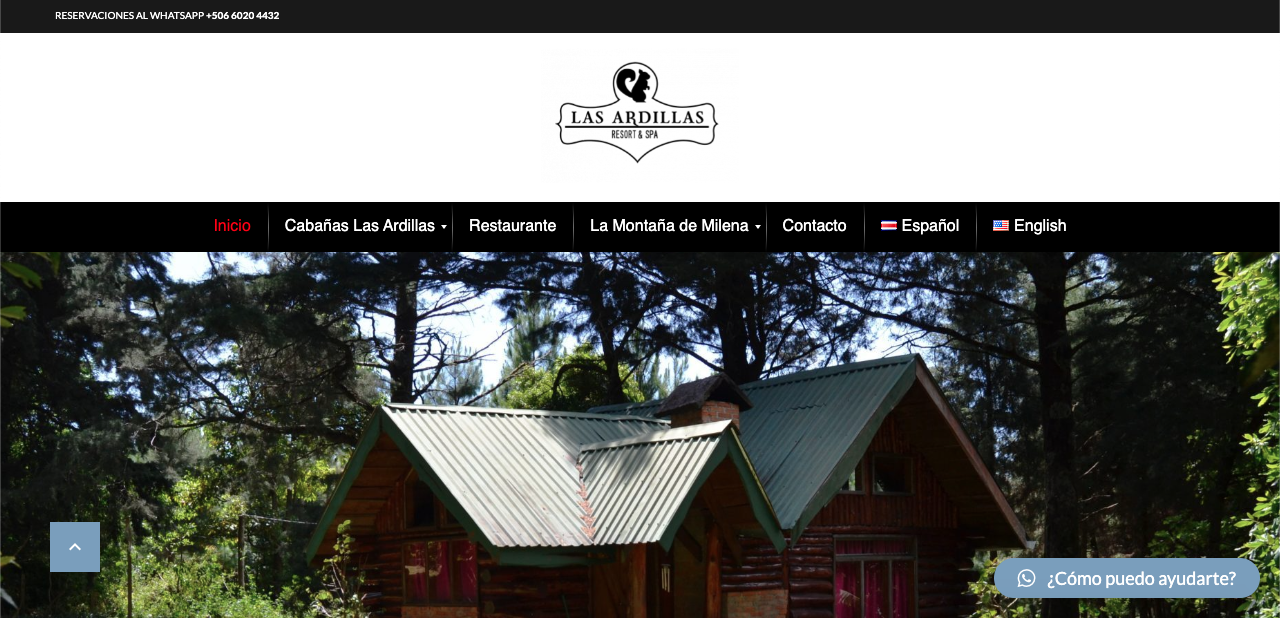 RESERVACIONES AL WHATSAPP +506 6020 4432
LAS ARDILLAS
RESORT & SPA
Inicio Cabañas Las Ardillas Restaurante La Montaña de Milena Contacto Español English
¿Cómo puedo ayudarte?